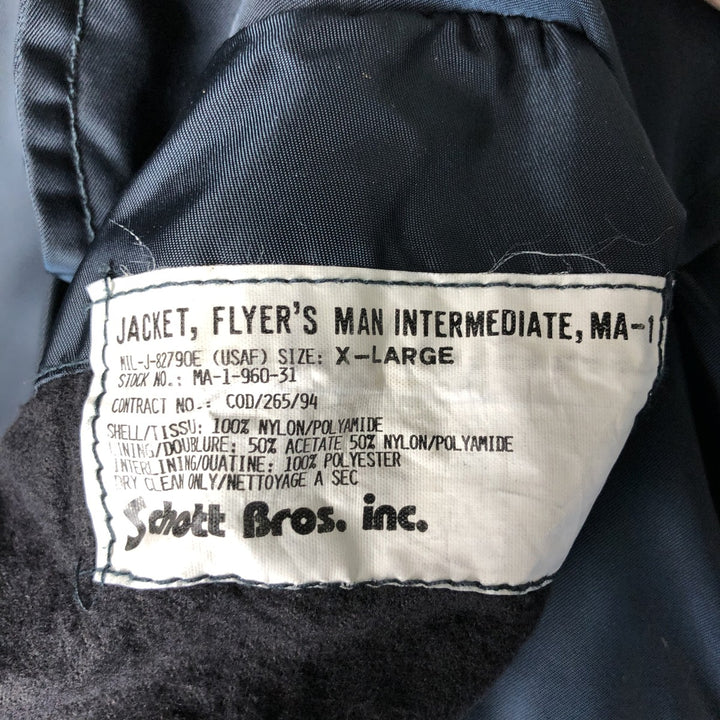 JACKET, FLYER'S MAN INTERMEDIATE, MA-1
MIL-J-82790E (USAF) SIZE: X-LARGE
STOCK NO.: MA-1-960-31
CONTRACT NO.: COD/265/94
SHELL/TISSU: 100% NYLON/POLYAMIDE
LINING/DOUBLURE: 50% ACETATE 50% NYLON/POLYAMIDE
INTERLINING/OUATINE: 100% POLYESTER
DRY CLEAN ONLY/NETTOYAGE A SEC
Schott Bros. inc.